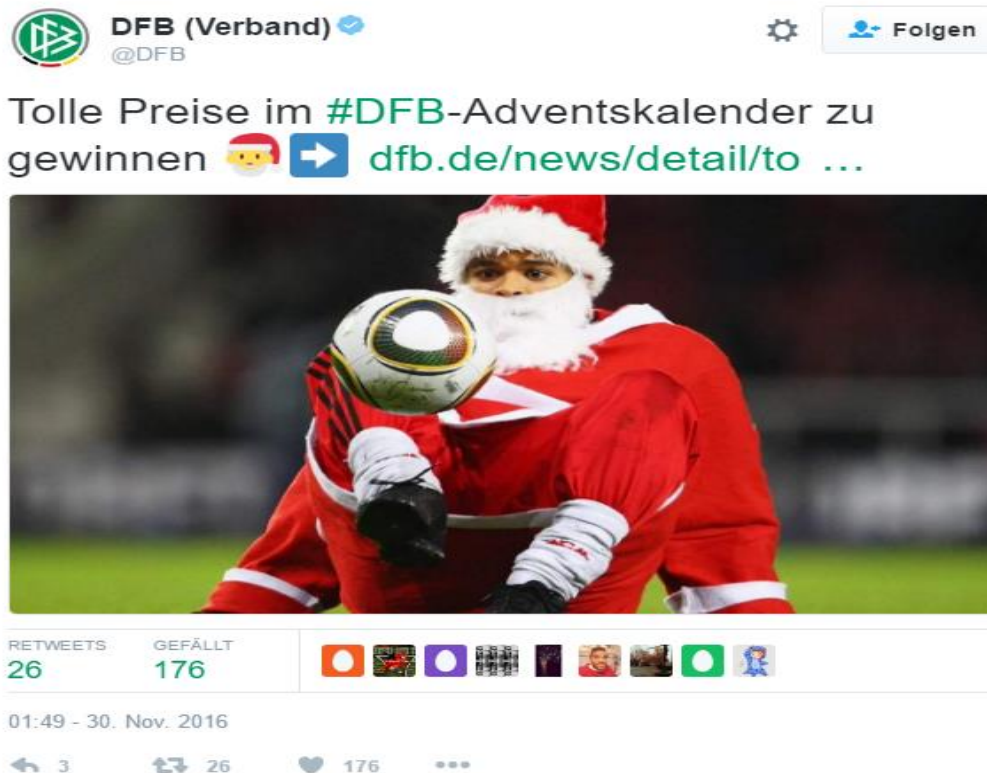 DFB (Verband)
@DFB
Folgen
Tolle Preise im #DFB-Adventskalender zu
gewinnen dfb.de/news/detail/to ...
RETWEETS GEFÄLLT
26 176
01:49 - 30. Nov. 2016
3 26 176